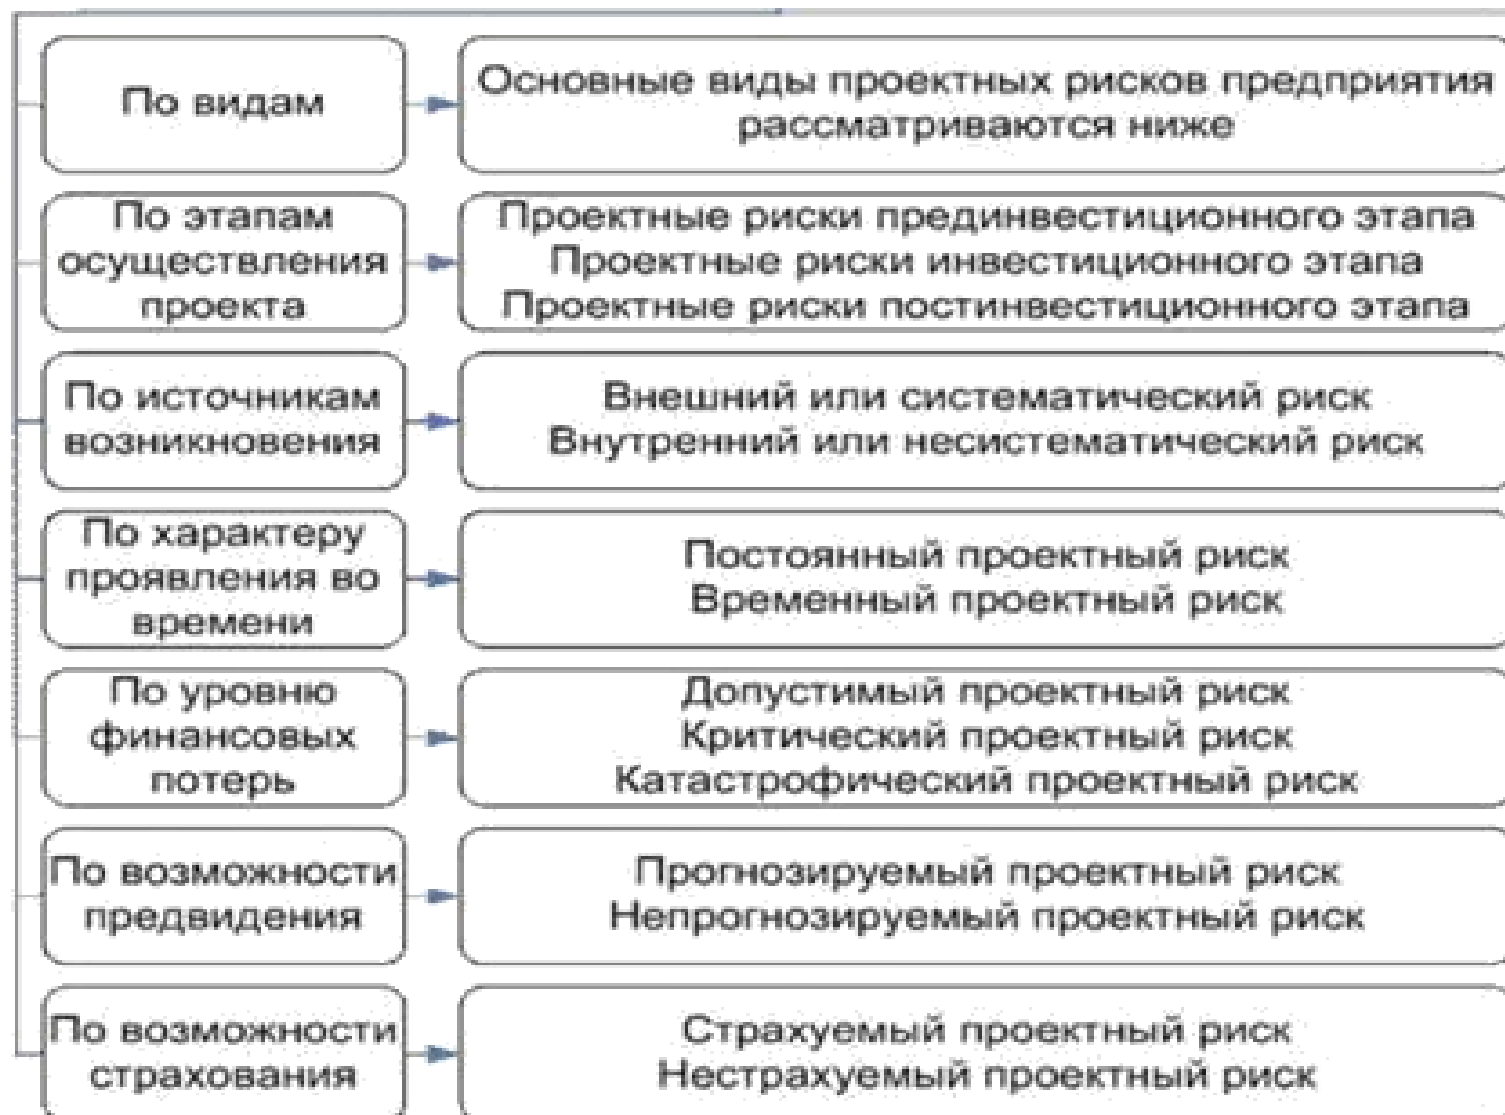 По видам
Основные виды проектных рисков предприятия
рассматриваются ниже
По этапам
осуществления
проекта
Проектные риски прединвестиционного этапа
Проектные риски инвестиционного этапа
Проектные риски постинвестиционного этапа
По источникам
возникновения
Внешний или систематический риск
Внутренний или несистематический риск
По характеру
проявления во
времени
Постоянный проектный риск
Временный проектный риск
По уровню
финансовых
потерь
Допустимый проектный риск
Критический проектный риск
Катастрофический проектный риск
По возможности
предвидения
Прогнозируемый проектный риск
Непрогнозируемый проектный риск
По возможности
страхования
Страхуемый проектный риск
Нестрахуемый проектный риск